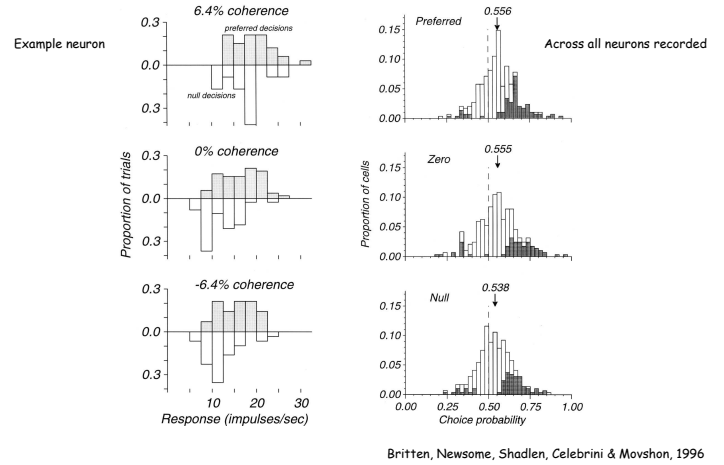 Example neuron
6.4% coherence
preferred decisions
null decisions
0.3
0.0
0.3
0% coherence
0.3
0.0
0.3
-6.4% coherence
0.3
0.0
0.3
Proportion of trials
10 20 30
Response (impulses/sec)
Across all neurons recorded
0.556
Preferred
0.15
0.10
0.05
0.00
0.555
Zero
0.15
0.10
0.05
0.00
0.538
Null
0.15
0.10
0.05
0.00
Proportion of cells
0.00 0.25 0.50 0.75 1.00
Choice probability
Britten, Newsome, Shadlen, Celebrini & Movshon, 1996